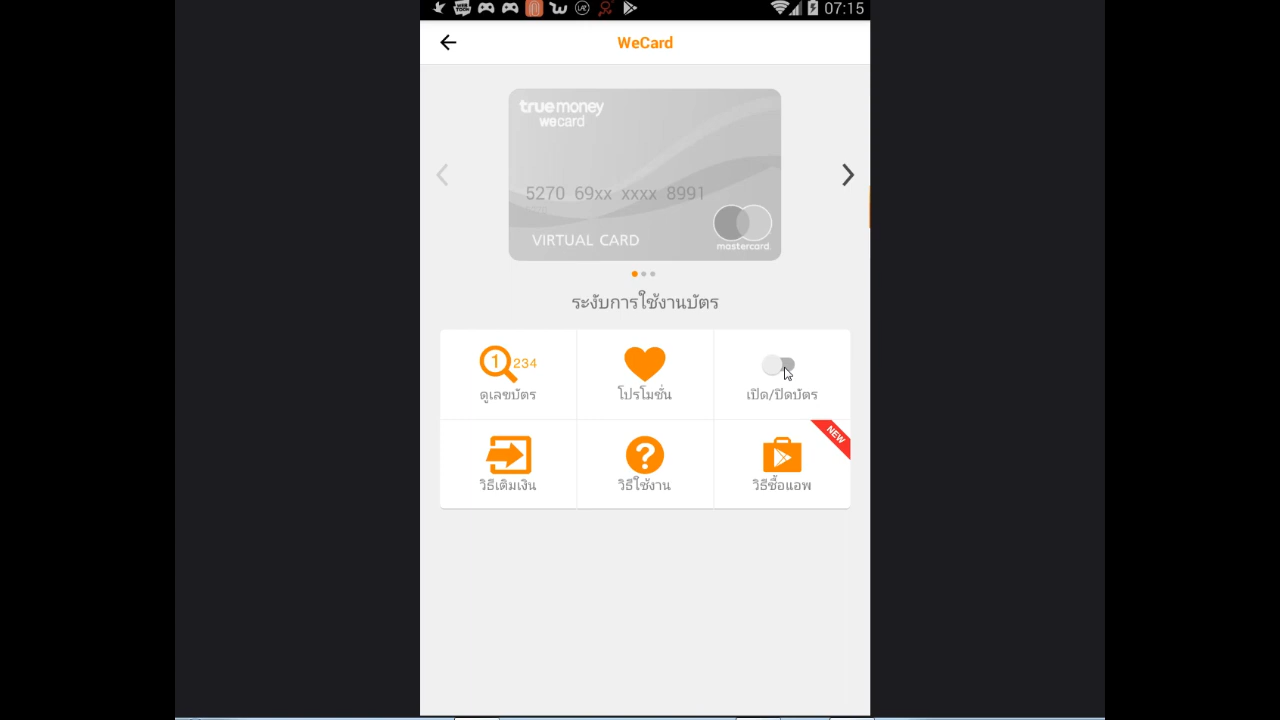 07:15
WeCard
truemoney
wecard
5270 69xx xxxx 8991
VIRTUAL CARD
mastercard.
ระงับการใช้งานบัตร
1 234
ดูเลขบัตร
โปรโมชั่น
เปิด/ปิดบัตร
NEW
?
วิธีเติมเงิน
วิธีใช้งาน
วิธีซื้อแอพ